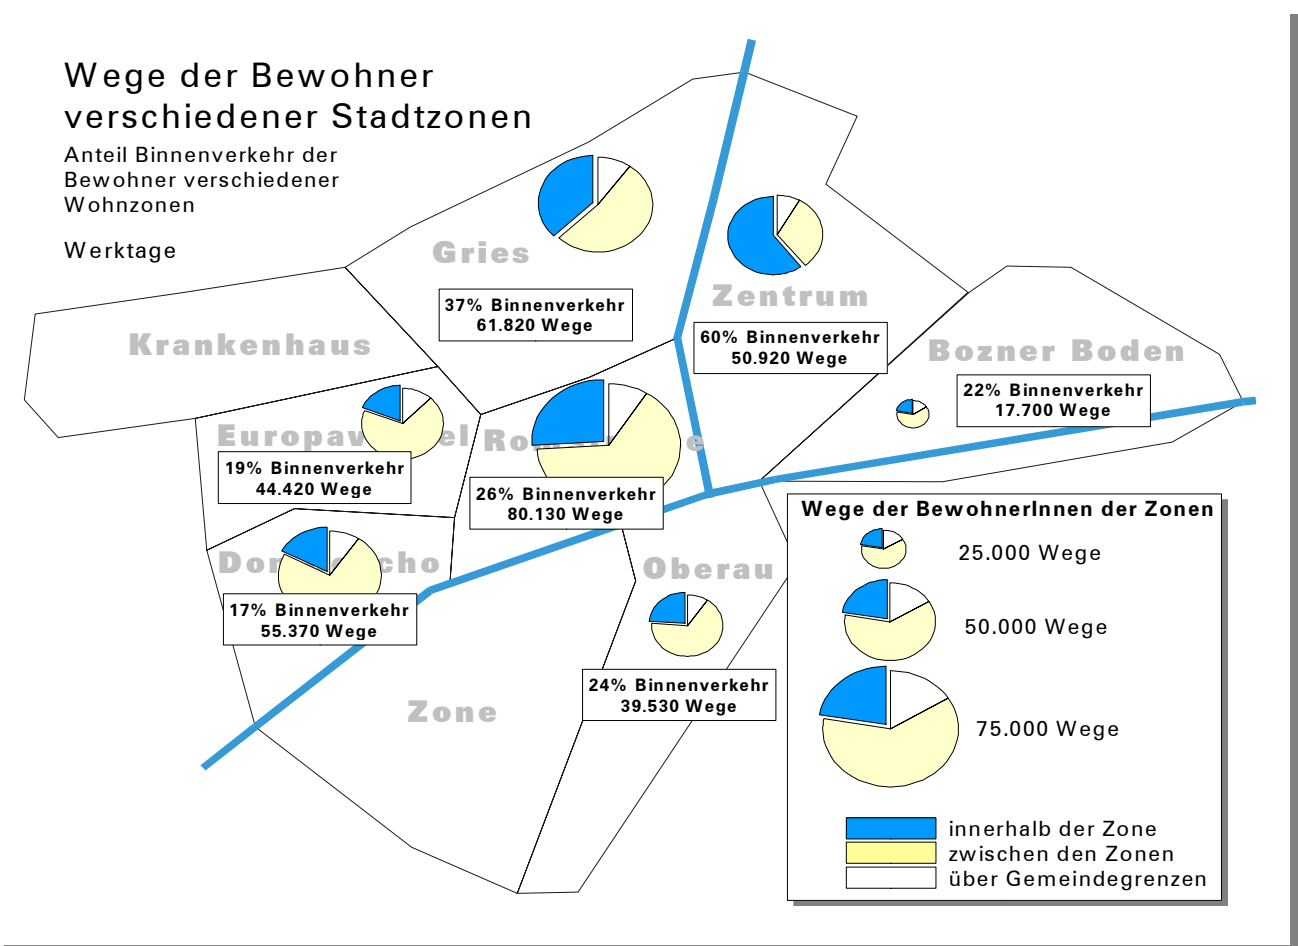 Wege der Bewohner
verschiedener Stadtzonen
Anteil Binnenverkehr der
Bewohner verschiedener
Wohnzonen
Werktage
Gries
37% Binnenverkehr
61.820 Wege
Zentrum
60% Binnenverkehr
50.920 Wege
Krankenhaus
Bozner Boden
22% Binnenverkehr
17.700 Wege
19% Binnenverkehr
44.420 Wege
26% Binnenverkehr
80.130 Wege
17% Binnenverkehr
55.370 Wege
Oberau
24% Binnenverkehr
39.530 Wege
Zone
Wege der BewohnerInnen der Zonen
25.000 Wege
50.000 Wege
75.000 Wege
innerhalb der Zone
zwischen den Zonen
über Gemeindegrenzen